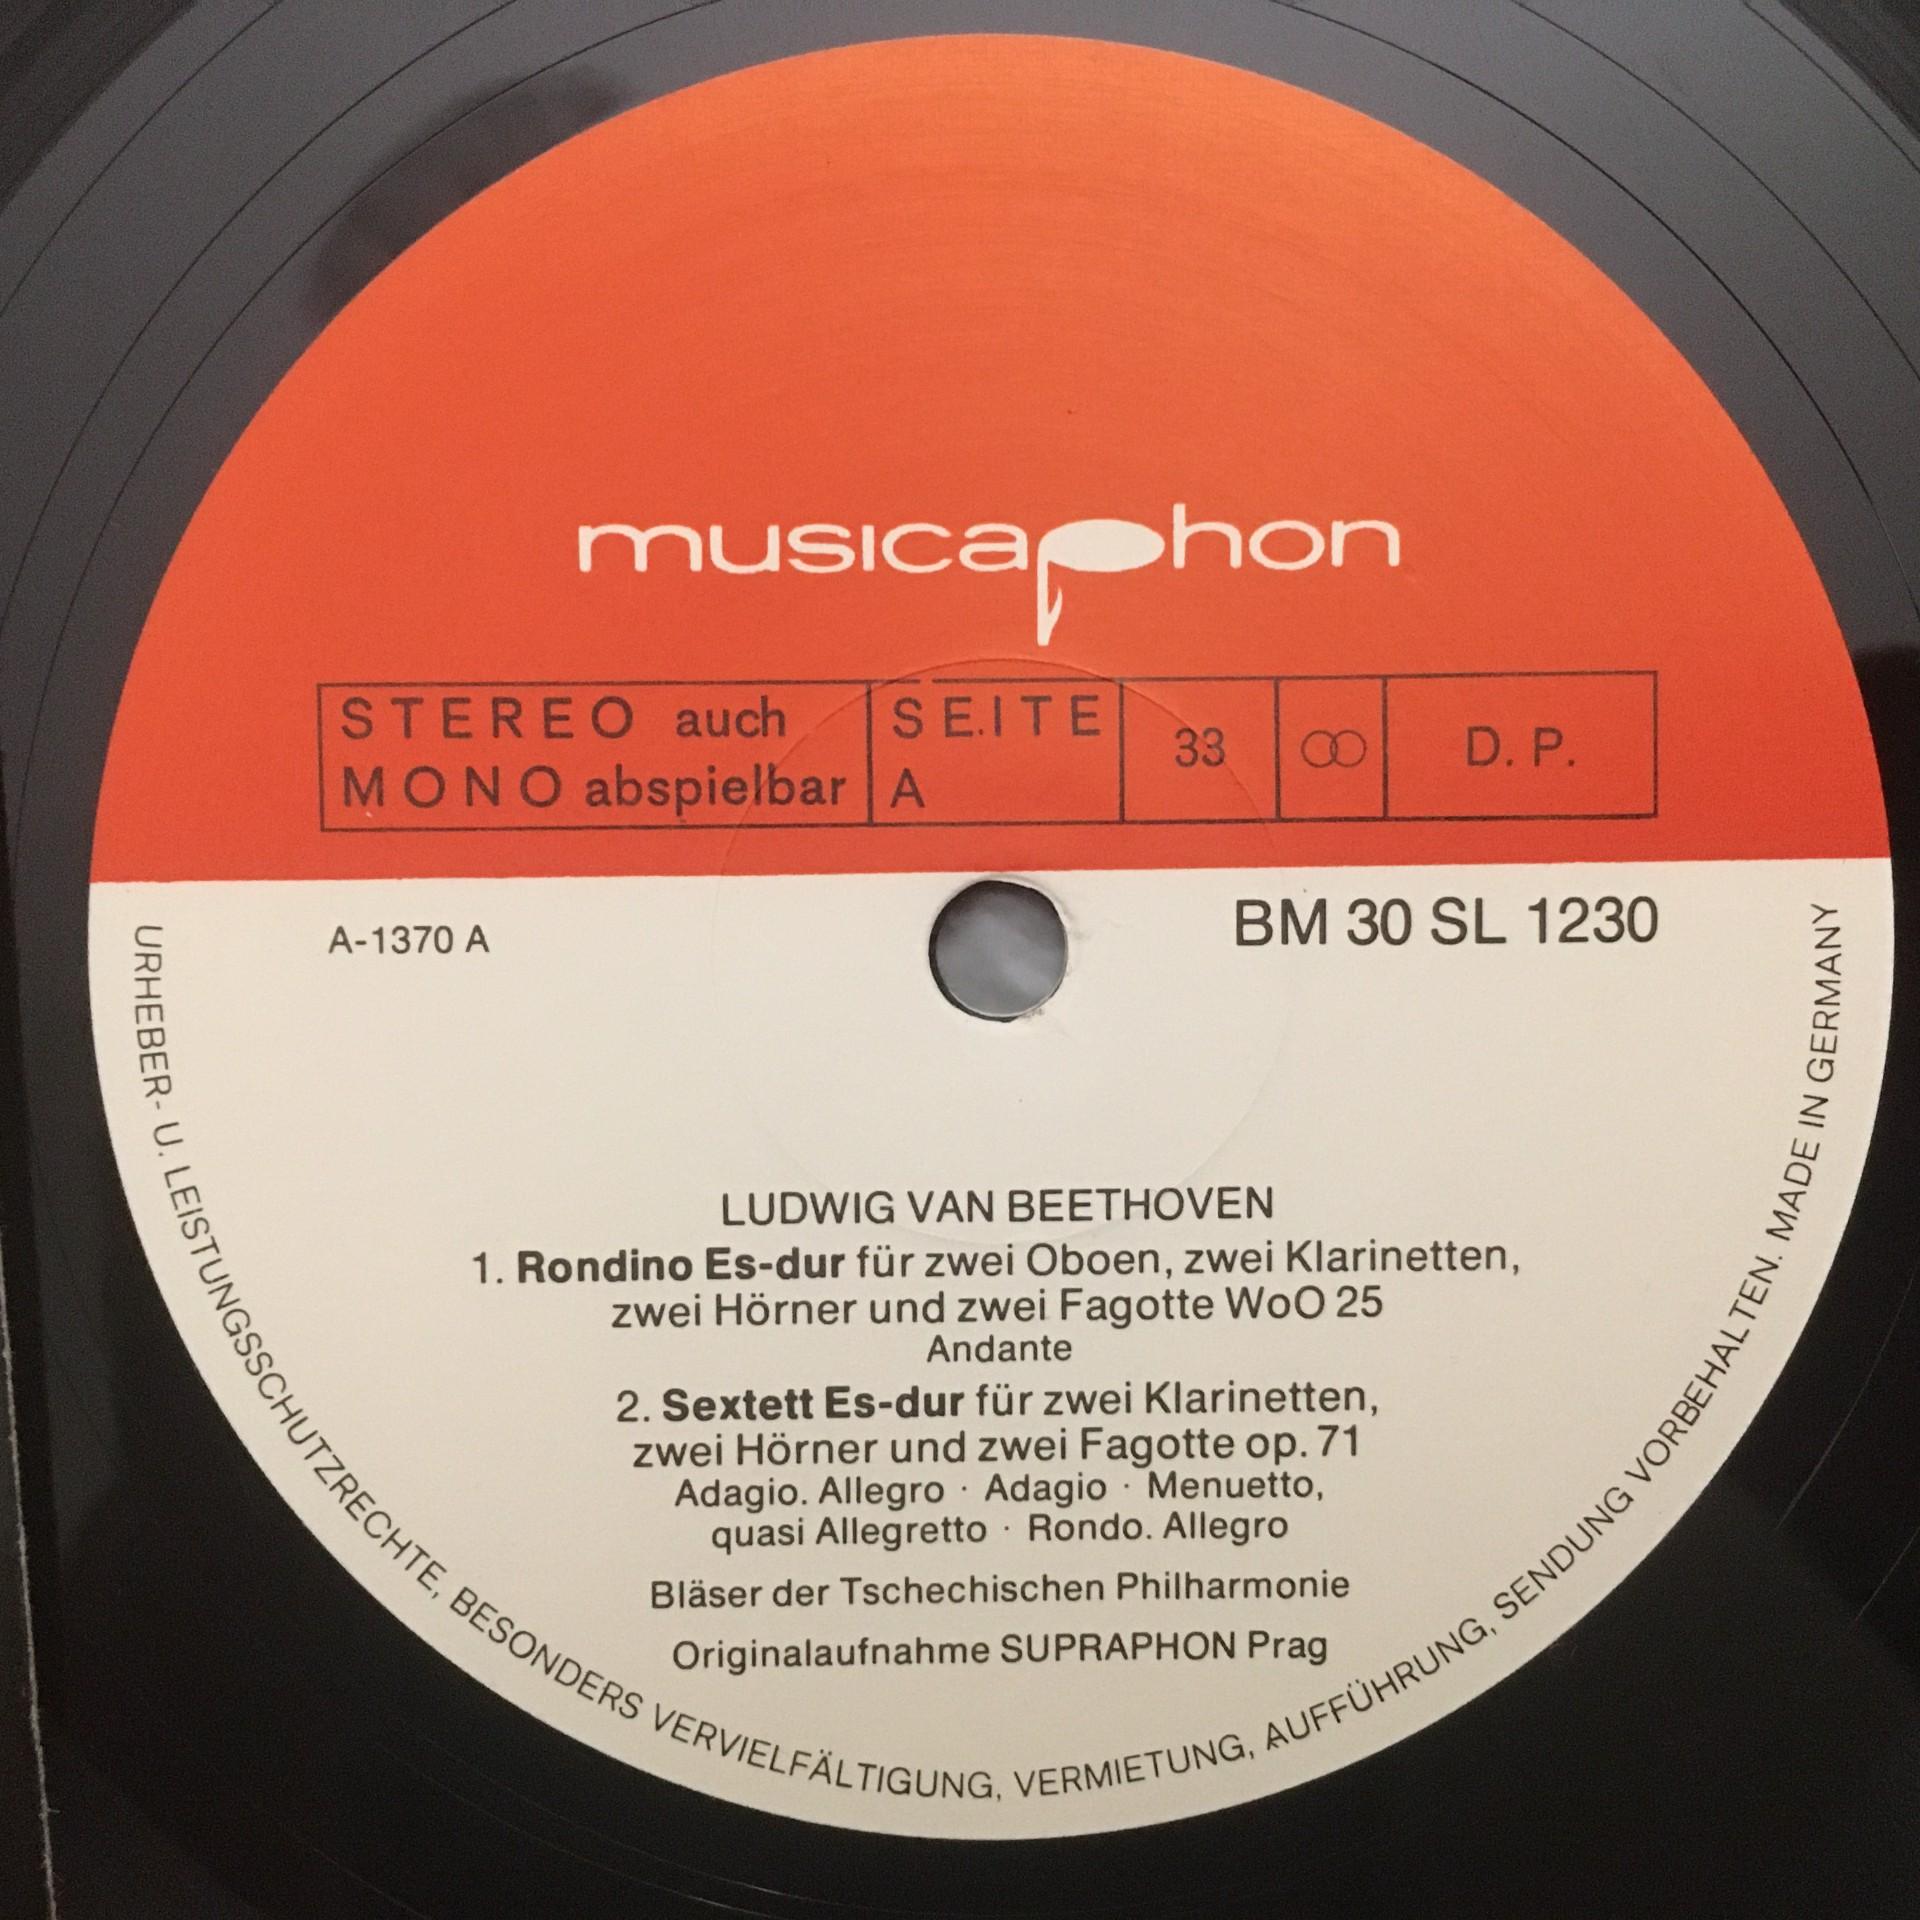 musicaphon
STEREO auch
MONO abspielbar
SEITE
A
33
D. P.
A-1370 A
BM 30 SL 1230
LUDWIG VAN BEETHOVEN
1. Rondino Es-dur für zwei Oboen, zwei Klarinetten,
zwei Hörner und zwei Fagotte WoO 25
Andante
2. Sextett Es-dur für zwei Klarinetten,
zwei Hörner und zwei Fagotte op. 71
Adagio. Allegro · Adagio · Menuetto,
quasi Allegretto · Rondo. Allegro
Bläser der Tschechischen Philharmonie
Originalaufnahme SUPRAPHON Prag
URHEBER- U. LEISTUNGSSCHUTZRECHTE, BESONDERS VERVIELFÄLTIGUNG, VERMIETUNG, AUFFÜHRUNG, SENDUNG VORBEHALTEN. MADE IN GERMANY